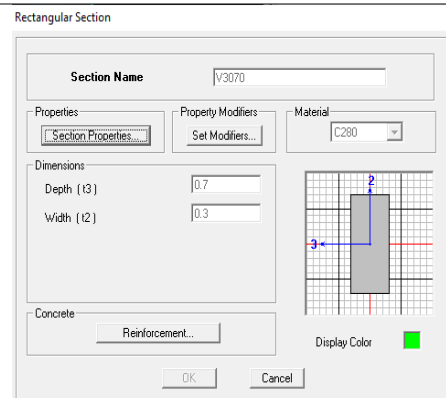 Rectangular Section
Section Name
V3070
Properties
Section Properties...
Property Modifiers
Set Modifiers...
Material
C280
Dimensions
Depth ( t3 )
0.7
Width ( t2 )
0.3
2
3
Concrete
Reinforcement...
Display Color
OK
Cancel